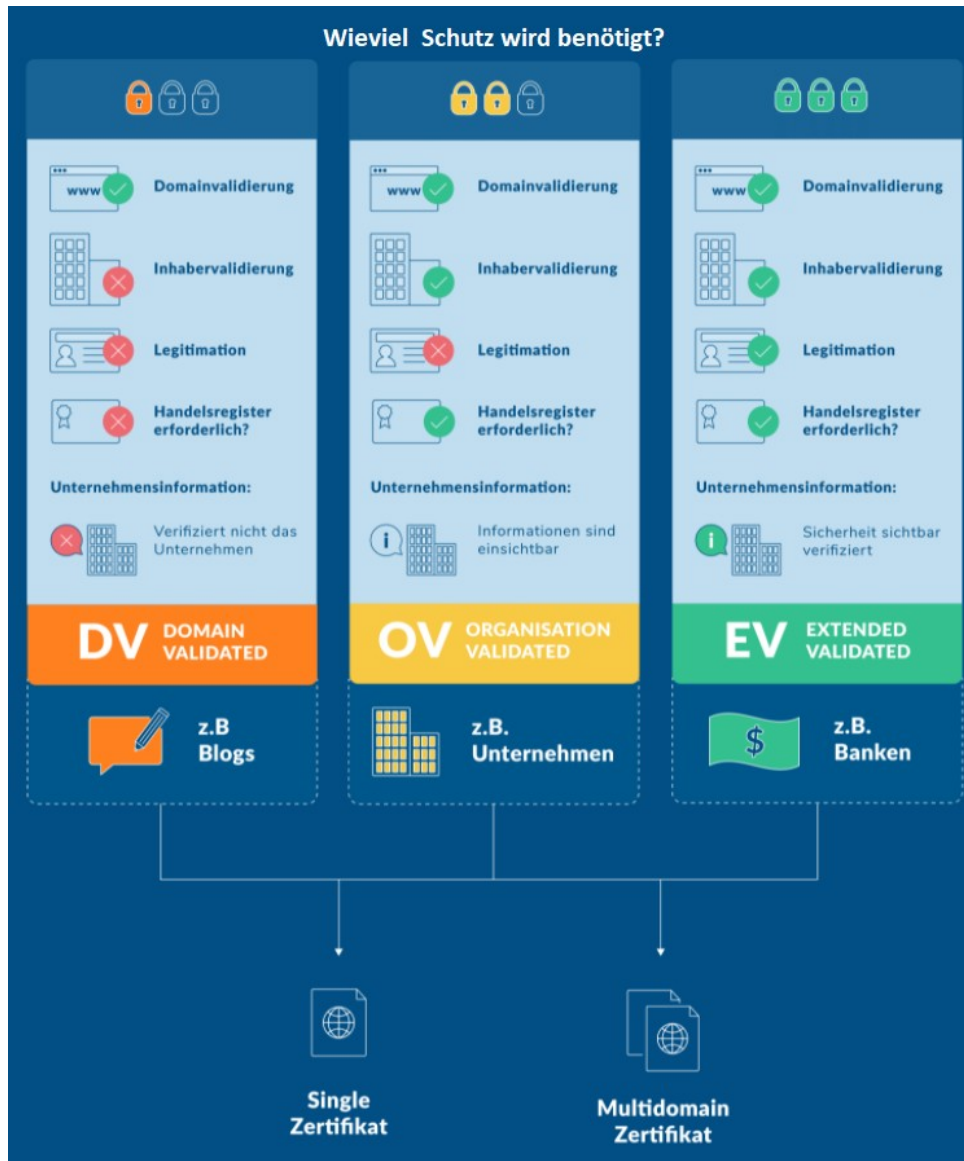 Wieviel Schutz wird benötigt?
www
Domainvalidierung
Inhabervalidierung
Legitimation
Handelsregister
erforderlich?
Unternehmensinformation:
Verifiziert nicht das
Unternehmen
DV DOMAIN
VALIDATED
z.B
Blogs
www
Domainvalidierung
Inhabervalidierung
Legitimation
Handelsregister
erforderlich?
Unternehmensinformation:
i
Informationen sind
einsichtbar
OV ORGANISATION
VALIDATED
z.B.
Unternehmen
www
Domainvalidierung
Inhabervalidierung
Legitimation
Handelsregister
erforderlich?
Unternehmensinformation:
i
Sicherheit sichtbar
verifiziert
EV EXTENDED
VALIDATED
$
z.B.
Banken
Single
Zertifikat
Multidomain
Zertifikat